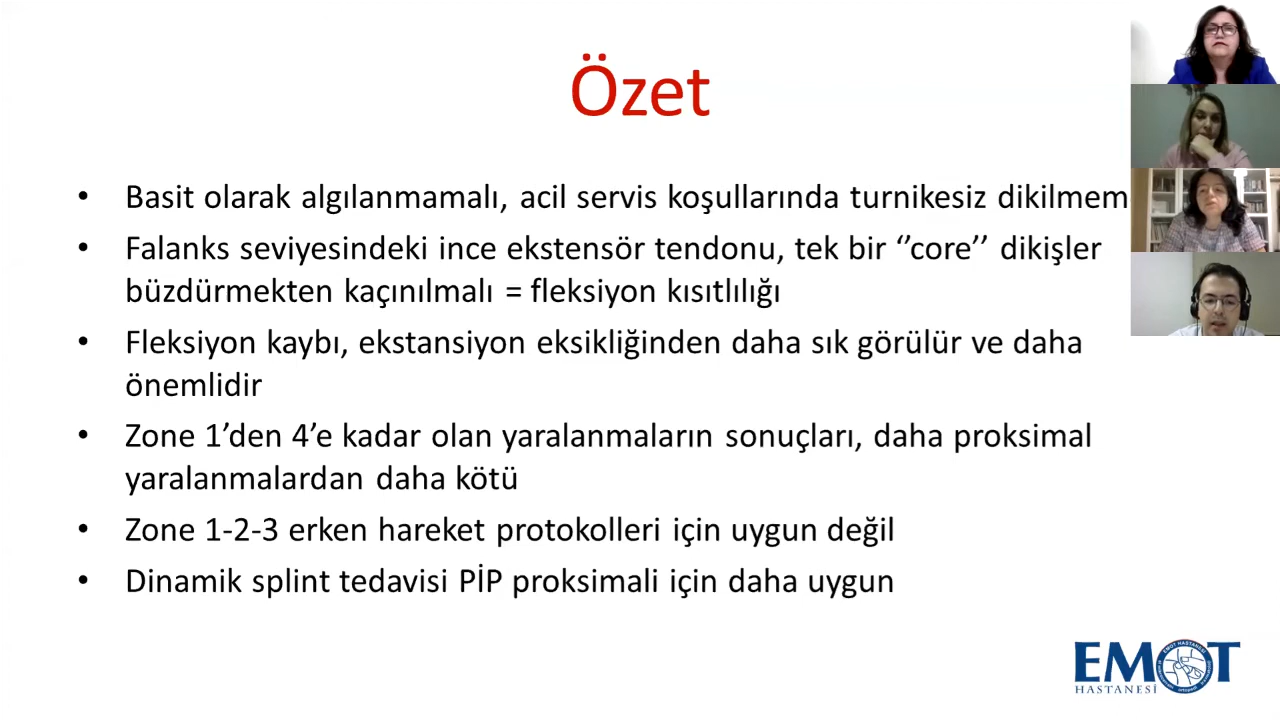 Özet
• Basit olarak algılanmamalı, acil servis koşullarında turnikesiz dikilmem
• Falanks seviyesindeki ince ekstensör tendonu, tek bir ‘’core’’ dikişler
büzdürmekten kaçınılmalı = fleksiyon kısıtlılığı
• Fleksiyon kaybı, ekstansiyon eksikliğinden daha sık görülür ve daha
önemlidir
• Zone 1’den 4’e kadar olan yaralanmaların sonuçları, daha proksimal
yaralanmalardan daha kötü
• Zone 1-2-3 erken hareket protokolleri için uygun değil
• Dinamik splint tedavisi PİP proksimali için daha uygun
EMOT
HASTANESİ
EMOT HASTANESİ